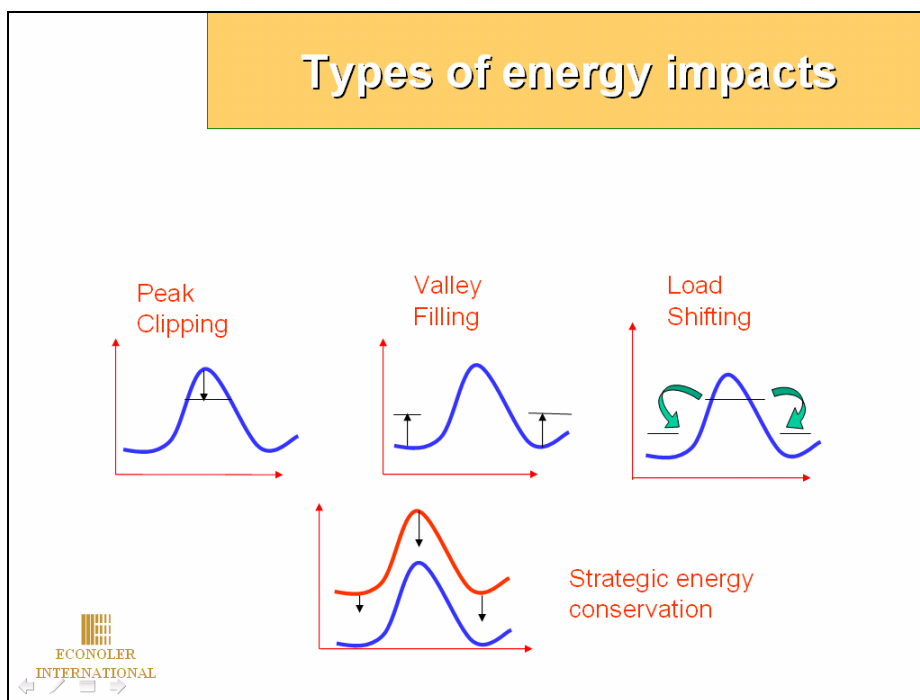 Types of energy impacts
Peak
Clipping
Valley
Filling
Load
Shifting
Strategic energy
conservation
ECONOLER
INTERNATIONAL